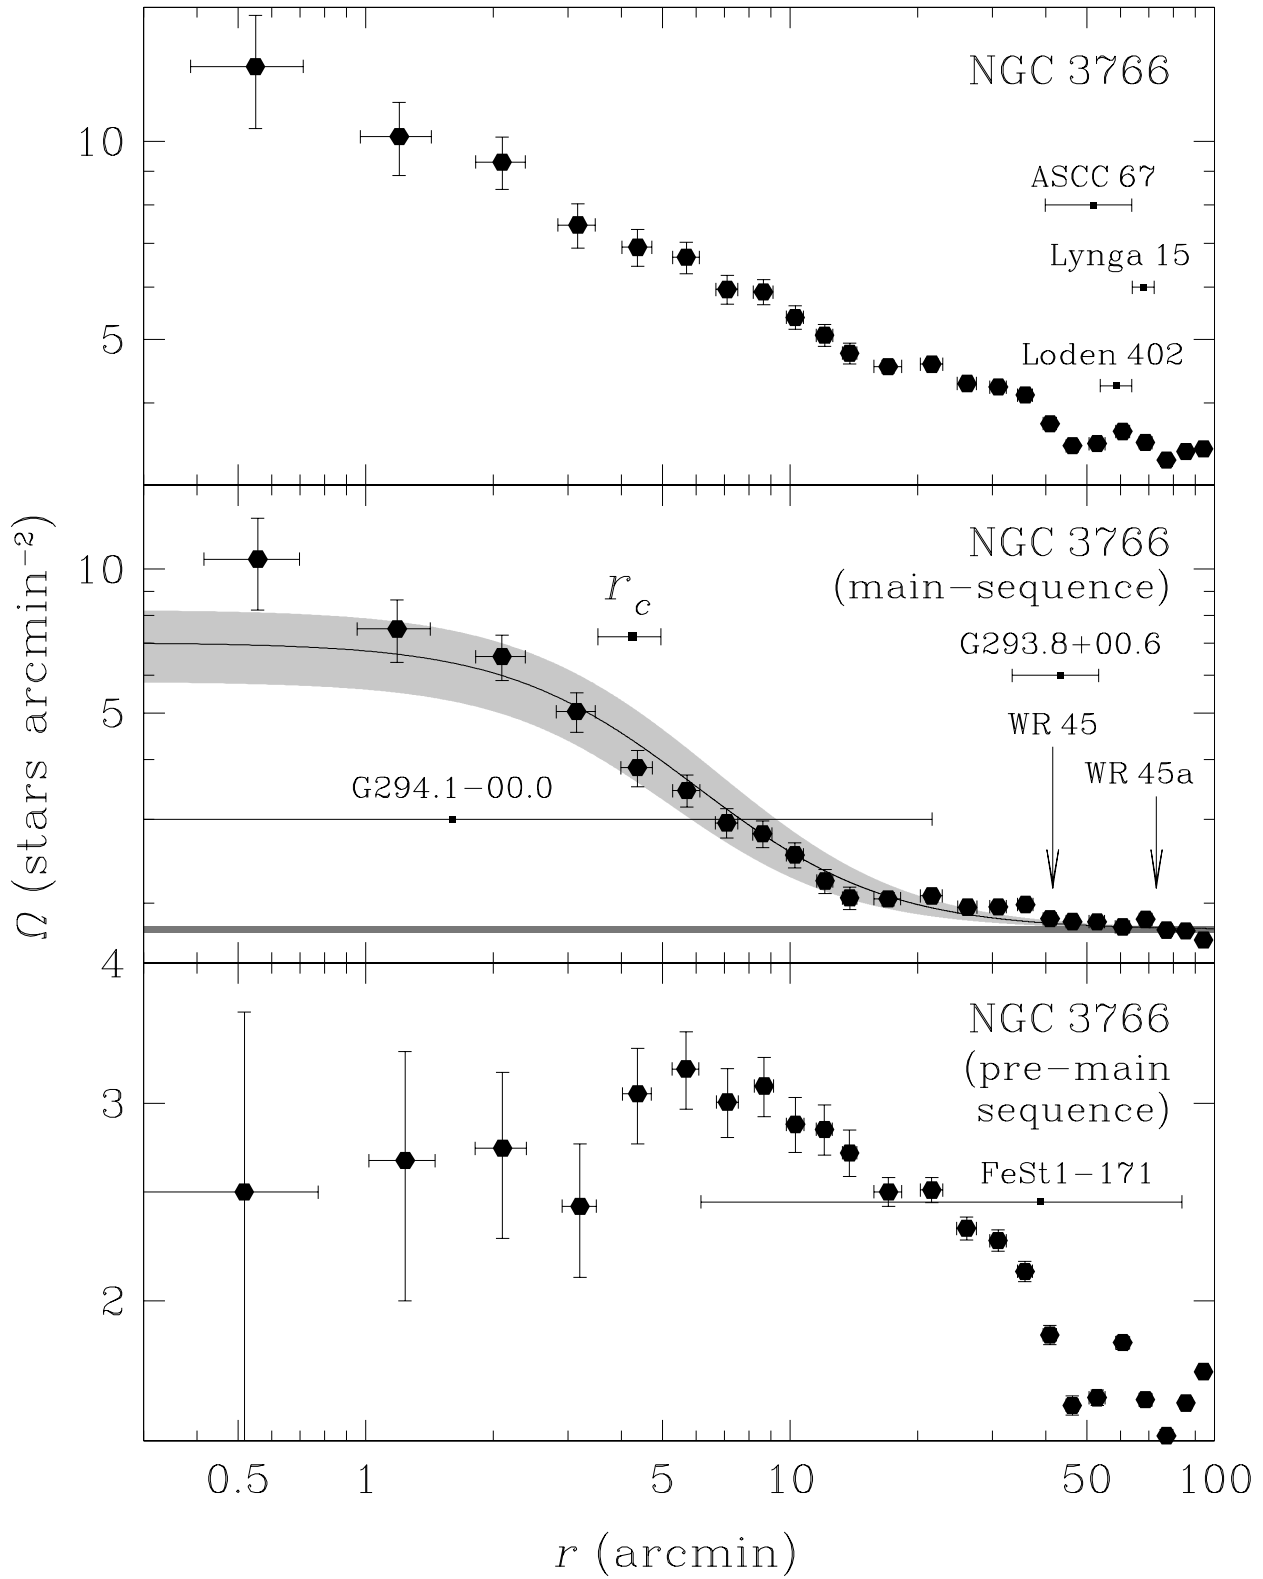 NGC 3766
10
ASCC 67
Lynga 15
5
Loden 402
NGC 3766
10
(main-sequence)
r_c
G293.8+00.6
5
WR 45
WR 45a
G294.1-00.0
Ω (stars arcmin⁻²)
4
NGC 3766
(pre-main
sequence)
3
FeSt1-171
2
0.5 1 5 10 50 100
r (arcmin)